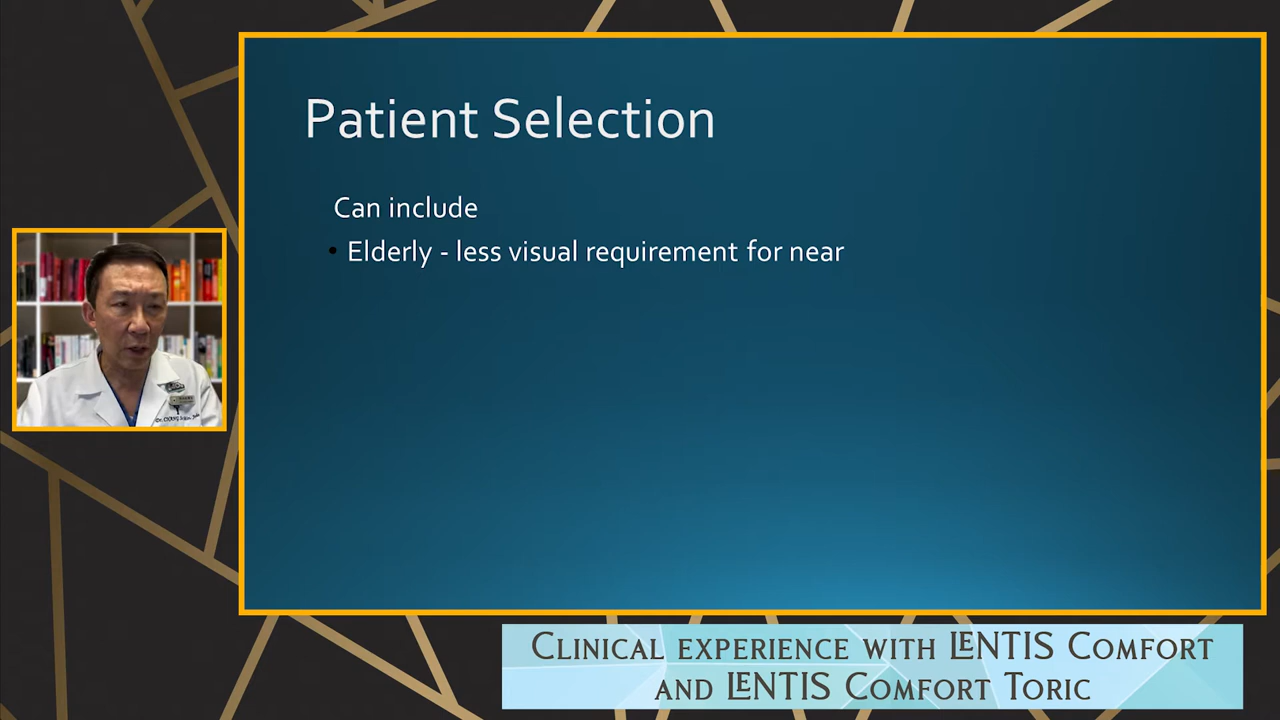 Patient Selection
Can include
• Elderly - less visual requirement for near
CLINICAL EXPERIENCE WITH LENTIS COMFORT
AND LENTIS COMFORT TORIC